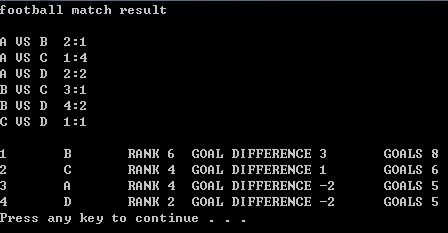 football match result
A VS B 2:1
A VS C 1:4
A VS D 2:2
B VS C 3:1
B VS D 4:2
C VS D 1:1
1 B RANK 6 GOAL DIFFERENCE 3 GOALS 8
2 C RANK 4 GOAL DIFFERENCE 1 GOALS 6
3 A RANK 4 GOAL DIFFERENCE -2 GOALS 5
4 D RANK 2 GOAL DIFFERENCE -2 GOALS 5
Press any key to continue . . .